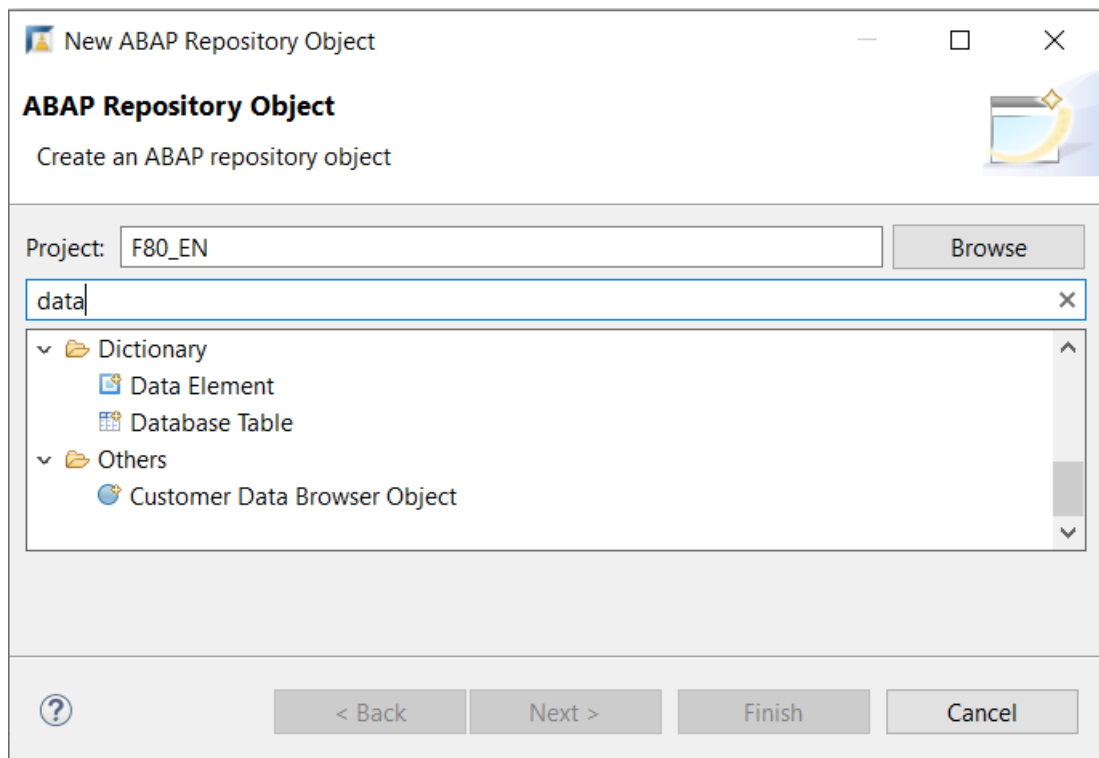 New ABAP Repository Object
ABAP Repository Object
Create an ABAP repository object
Project: F80_EN Browse
data
Dictionary
Data Element
Database Table
Others
Customer Data Browser Object
? < Back Next > Finish Cancel